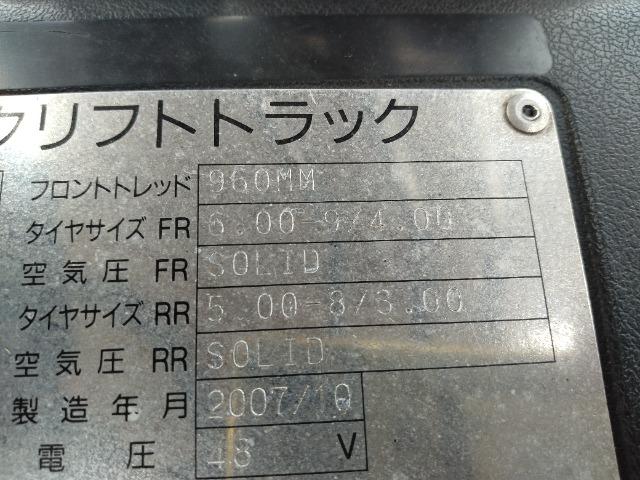 クリフトトラック
フロントトレッド 960MM
タイヤサイズ FR 6.00-9/4.00
空気圧 FR SOLID
タイヤサイズ RR 5.00-8/3.00
空気圧 RR SOLID
製造年月 2007/10
電圧 48 V